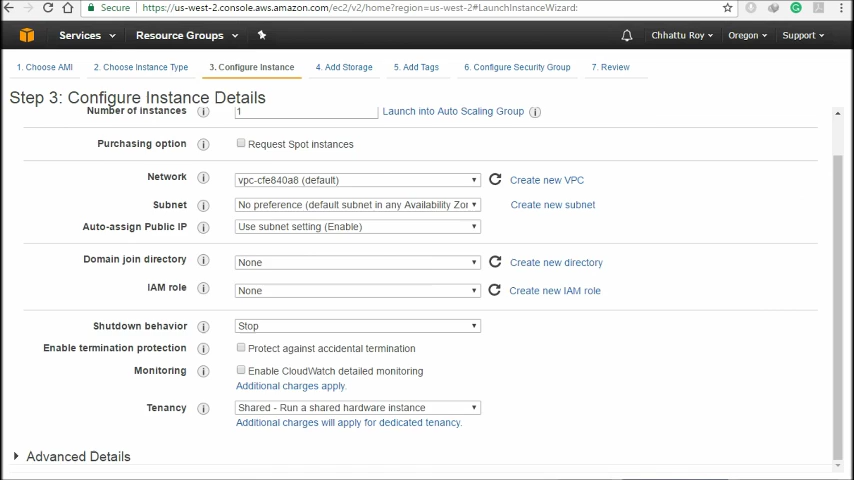 Secure https://us-west-2.console.aws.amazon.com/ec2/v2/home?region=us-west-2#LaunchInstanceWizard:
Services Resource Groups Chhattu Roy Oregon Support
1. Choose AMI 2. Choose Instance Type 3. Configure Instance 4. Add Storage 5. Add Tags 6. Configure Security Group 7. Review
Step 3: Configure Instance Details
Number of instances 1 Launch into Auto Scaling Group
Purchasing option Request Spot instances
Network vpc-cfe840a8 (default) Create new VPC
Subnet No preference (default subnet in any Availability Zor Create new subnet
Auto-assign Public IP Use subnet setting (Enable)
Domain join directory None Create new directory
IAM role None Create new IAM role
Shutdown behavior Stop
Enable termination protection Protect against accidental termination
Monitoring Enable CloudWatch detailed monitoring
Additional charges apply.
Tenancy Shared - Run a shared hardware instance
Additional charges will apply for dedicated tenancy.
Advanced Details